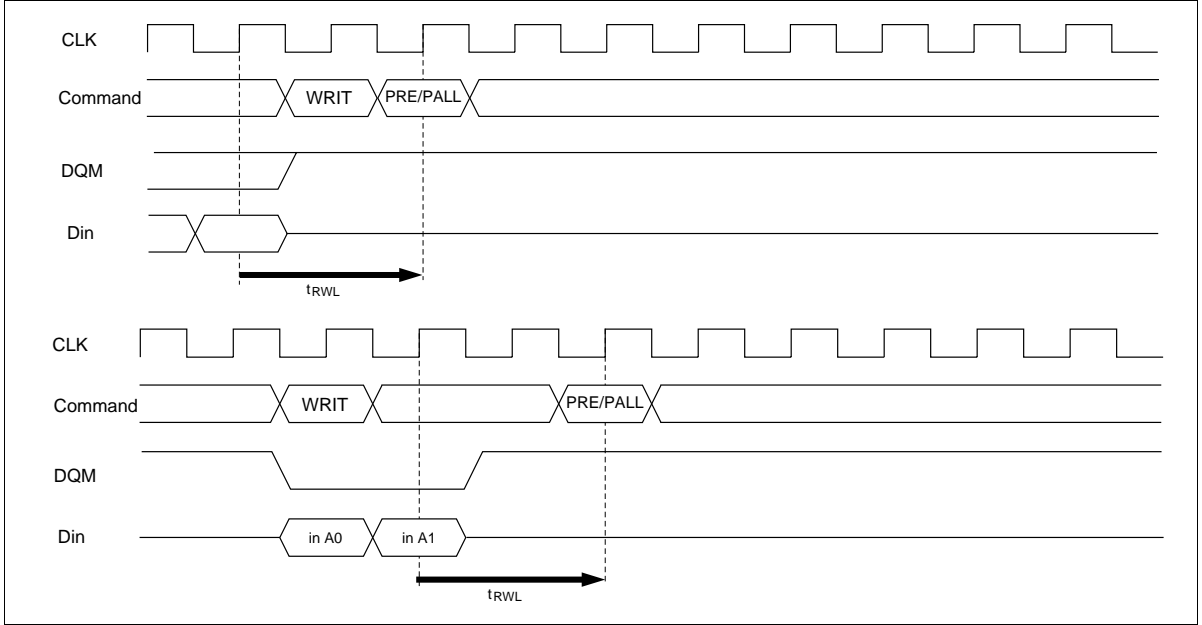 CLK
Command WRIT PRE/PALL
DQM
Din
tRWL
CLK
Command WRIT PRE/PALL
DQM
Din in A0 in A1
tRWL